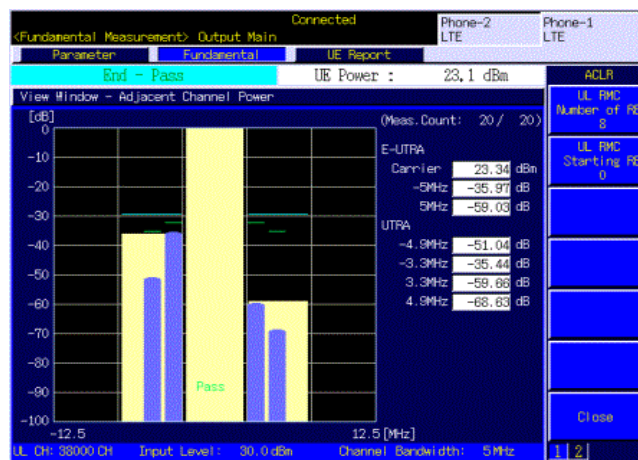 Connected
Phone-2
LTE
Phone-1
LTE
<Fundamental Measurement> Output Main
Parameter
Fundamental
UE Report
End - Pass
UE Power : 23.1 dBm
ACLR
View Window - Adjacent Channel Power
UL RMC
Number of RB
8
UL RMC
Starting RB
0
[dB]
(Meas.Count: 20/ 20)
0
-10
-20
-30
-40
-50
-60
-70
-80
-90
-100
E-UTRA
Carrier 23.34 dBm
-5MHz -35.97 dB
5MHz -59.03 dB
UTRA
-4.9MHz -51.04 dB
-3.3MHz -35.44 dB
3.3MHz -59.66 dB
4.9MHz -68.63 dB
Pass
-12.5
12.5[MHz]
Close
UL CH: 38000 CH Input Level: 30.0 dBm Channel Bandwidth: 5 MHz
1 2